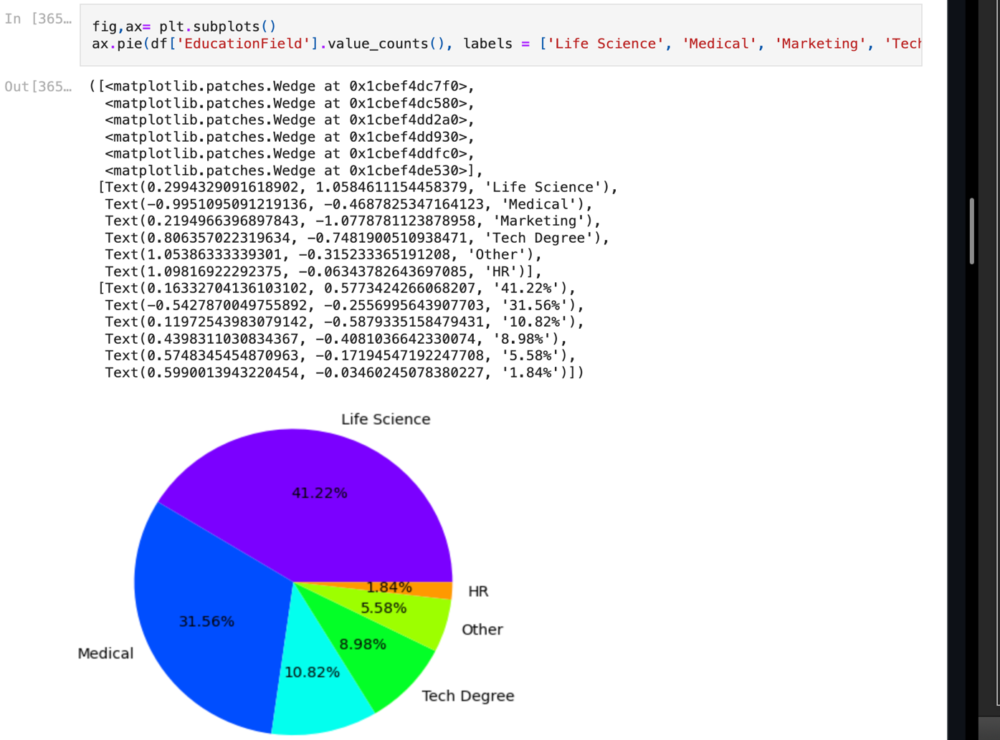 In [365…
fig,ax= plt.subplots()
ax.pie(df['EducationField'].value_counts(), labels = ['Life Science', 'Medical', 'Marketing', 'Tech
Out[365…
([<matplotlib.patches.Wedge at 0x1cbef4dc7f0>,
<matplotlib.patches.Wedge at 0x1cbef4dc580>,
<matplotlib.patches.Wedge at 0x1cbef4dd2a0>,
<matplotlib.patches.Wedge at 0x1cbef4dd930>,
<matplotlib.patches.Wedge at 0x1cbef4ddfc0>,
<matplotlib.patches.Wedge at 0x1cbef4de530>],
[Text(0.2994329091618902, 1.0584611154458379, 'Life Science'),
Text(-0.9951095091219136, -0.4687825347164123, 'Medical'),
Text(0.2194966396897843, -1.0778781123878958, 'Marketing'),
Text(0.806357022319634, -0.7481900510938471, 'Tech Degree'),
Text(1.05386333339301, -0.315233365191208, 'Other'),
Text(1.09816922292375, -0.06343782643697085, 'HR')],
[Text(0.16332704136103102, 0.5773424266068207, '41.22%'),
Text(-0.5427870049755892, -0.2556995643907703, '31.56%'),
Text(0.11972543983079142, -0.5879335158479431, '10.82%'),
Text(0.4398311030834367, -0.4081036642330074, '8.98%'),
Text(0.5748345454870963, -0.17194547192247708, '5.58%'),
Text(0.5990013943220454, -0.03460245078380227, '1.84%')])
Life Science
41.22%
1.84%
HR
5.58%
31.56%
Other
8.98%
Medical
10.82%
Tech Degree